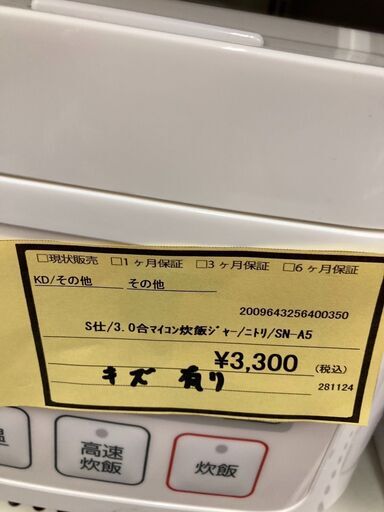 □現状販売 □1ヶ月保証 □3ヶ月保証 □6ヶ月保証
KD/その他 その他
2009643256400350
S仕/3.0合マイコン炊飯ジャー/ニトリ/SN-A5
¥3,300 (税込)
キズ 有り
281124
高速
炊飯
炊飯